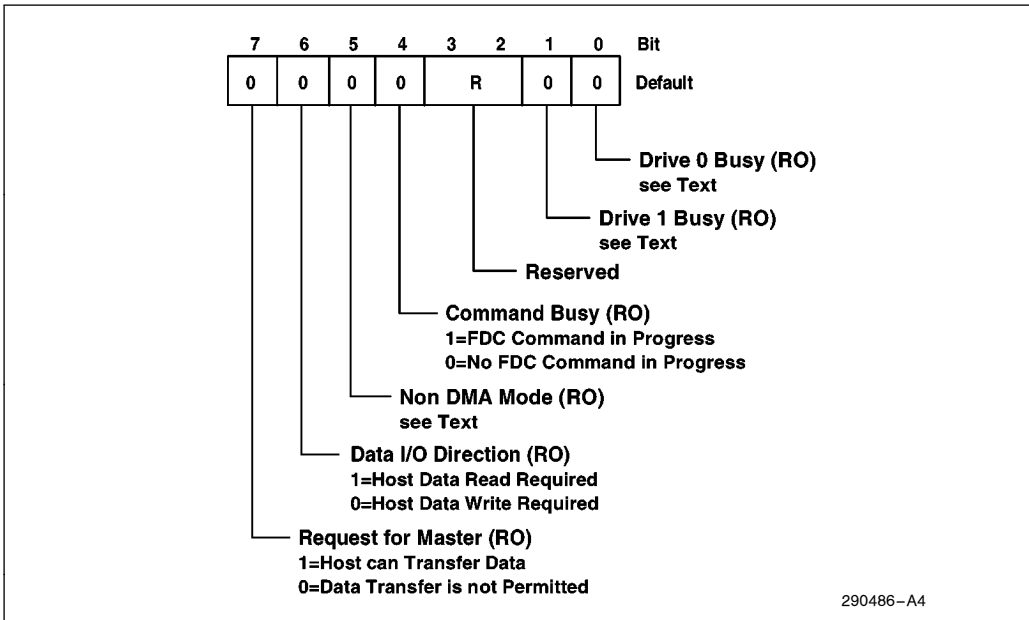 7 6 5 4 3 2 1 0 Bit
0 0 0 0 R 0 0 Default
Drive 0 Busy (RO)
see Text
Drive 1 Busy (RO)
see Text
Reserved
Command Busy (RO)
1=FDC Command in Progress
0=No FDC Command in Progress
Non DMA Mode (RO)
see Text
Data I/O Direction (RO)
1=Host Data Read Required
0=Host Data Write Required
Request for Master (RO)
1=Host can Transfer Data
0=Data Transfer is not Permitted
290486–A4